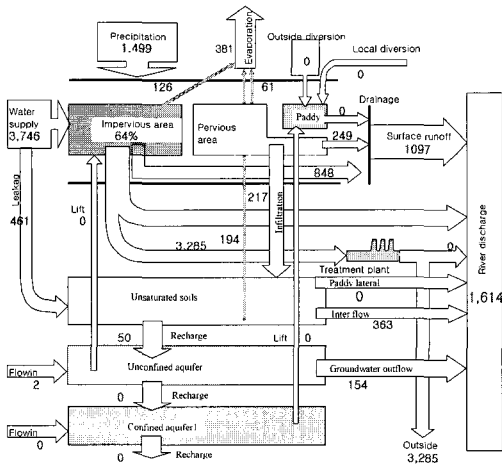 Precipitation
1.499
381
Evaporation
Outside diversion
0
Local diversion
0
126
61
Drainage
Water
supply
3,746
Impervious area
64%
Pervious
area
Paddy
0
249
Surface runoff
1097
848
Leakag
461
Lift
0
217
Infiltration
194
3.285
0
River discharge
1,614
Treatment plant
Unsaturated soils
Paddy lateral
0
Inter flow
363
50
Recharge
Lift
0
Unconfined aquifer
Groundwater outflow
154
Flowin
2
0
Recharge
Confined aquifer1
Flowin
0
0
Recharge
Outside
3,285